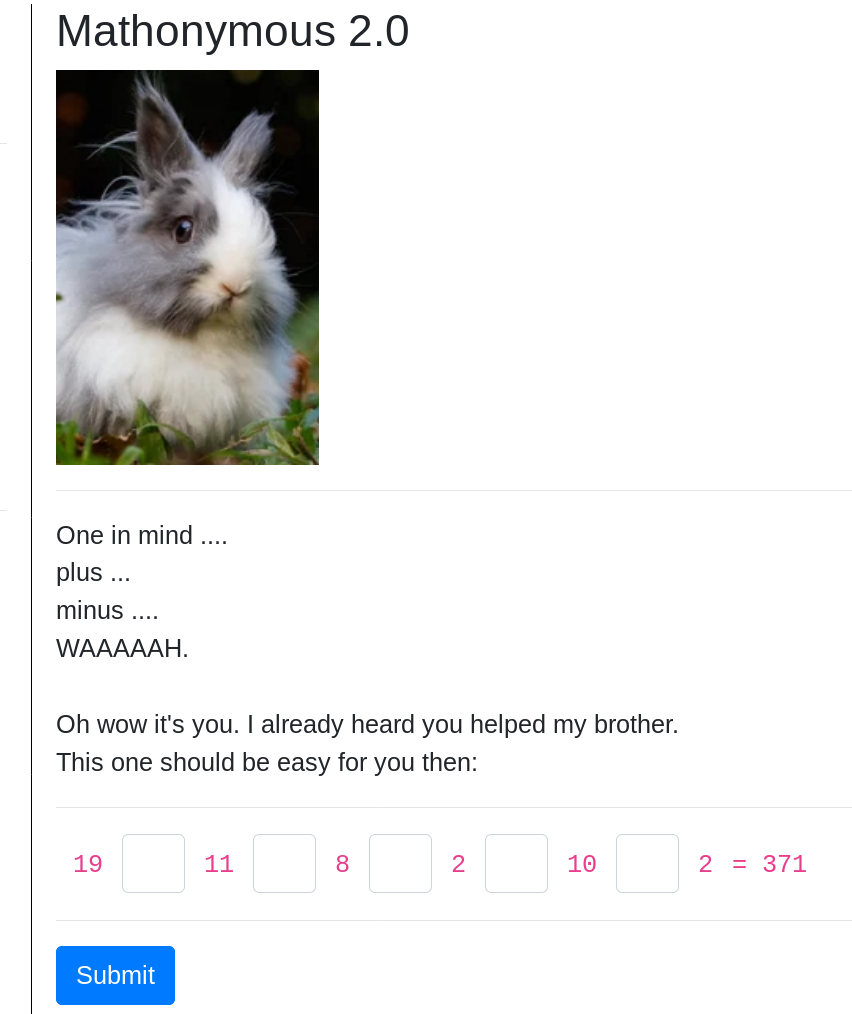 Mathonymous 2.0
One in mind ....
plus ...
minus ....
WAAAAAH.
Oh wow it's you. I already heard you helped my brother.
This one should be easy for you then:
19 11 8 2 10 2 = 371
Submit